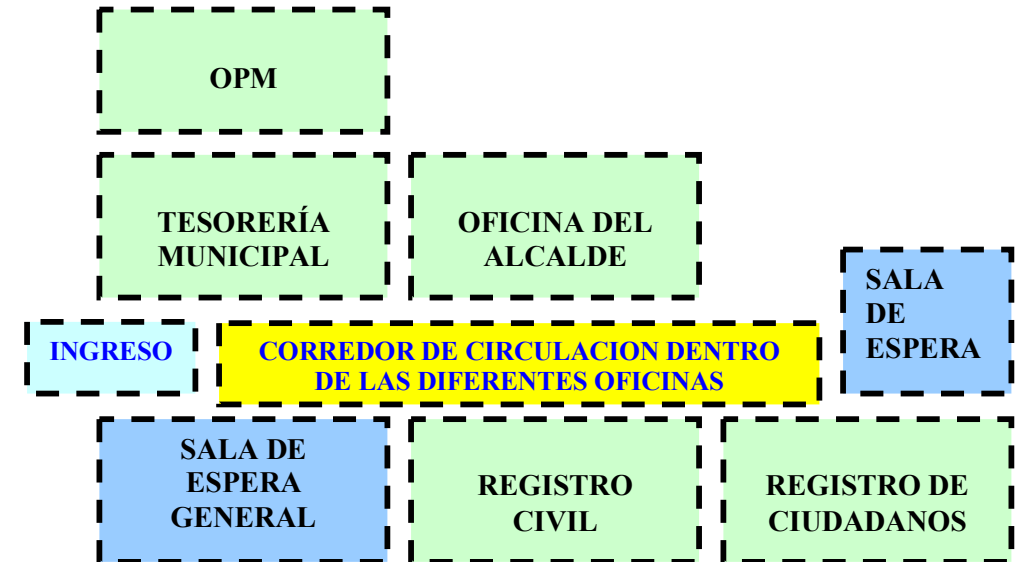 OPM
TESORERÍA
MUNICIPAL
OFICINA DEL
ALCALDE
SALA
DE
ESPERA
INGRESO
CORREDOR DE CIRCULACION DENTRO
DE LAS DIFERENTES OFICINAS
SALA DE
ESPERA
GENERAL
REGISTRO
CIVIL
REGISTRO DE
CIUDADANOS